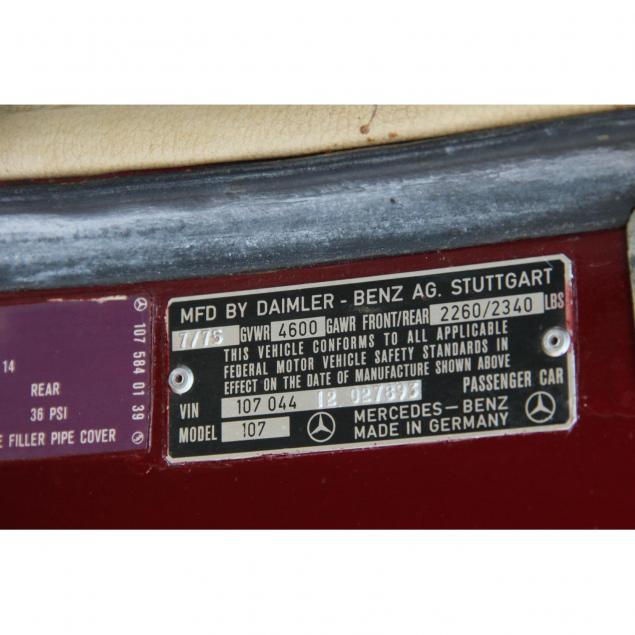 14
REAR
36 PSI
E FILLER PIPE COVER
107 584 01 39
MFD BY DAIMLER - BENZ AG. STUTTGART
7/75 GVWR 4600 GAWR FRONT/REAR 2260/2340 LBS
THIS VEHICLE CONFORMS TO ALL APPLICABLE
FEDERAL MOTOR VEHICLE SAFETY STANDARDS IN
EFFECT ON THE DATE OF MANUFACTURE SHOWN ABOVE
PASSENGER CAR
VIN 107 044 12 027893
MODEL 107 MERCEDES-BENZ
MADE IN GERMANY